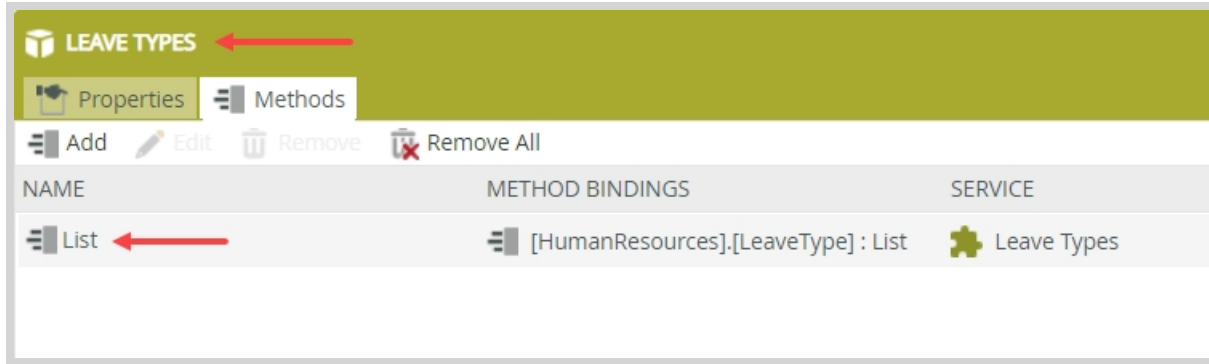 LEAVE TYPES
Properties Methods
Add Edit Remove Remove All
NAME METHOD BINDINGS SERVICE
List [HumanResources].[LeaveType] : List Leave Types